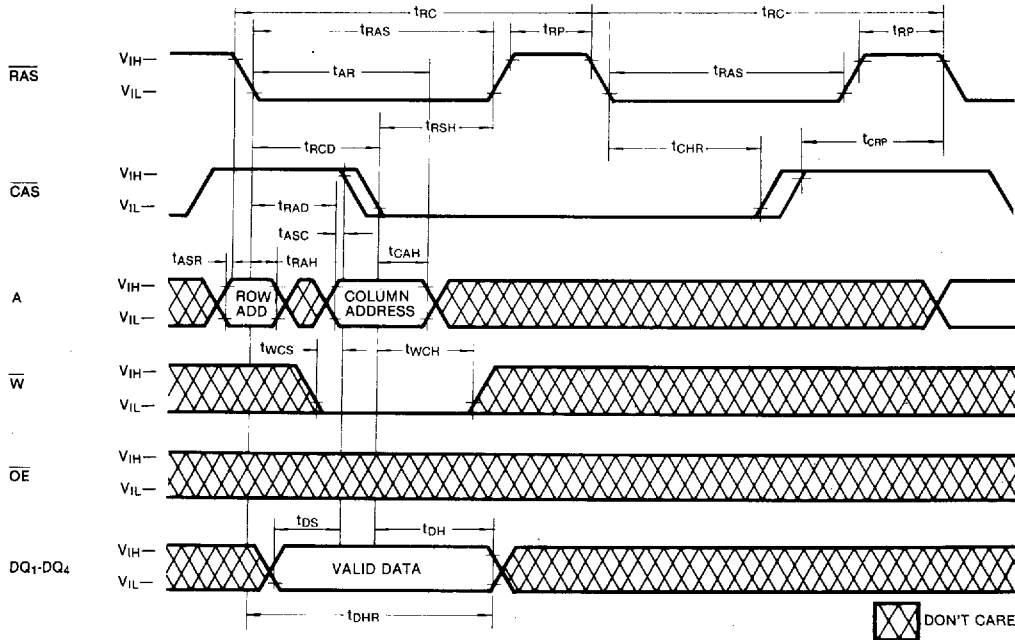 tRC tRC
tRAS tRP tRP
RAS VIH— VIL— tAR tRAS
tRSH
tRCD tCHR tCRP
CAS VIH— VIL— tRAD
tASC
tASR tRAH tCAH
A VIH— VIL— ROW ADD COLUMN ADDRESS
tWCS tWCH
W VIH— VIL—
OE VIH— VIL—
tDS tDH
DQ1-DQ4 VIH— VIL— VALID DATA
tDHR
DON'T CARE